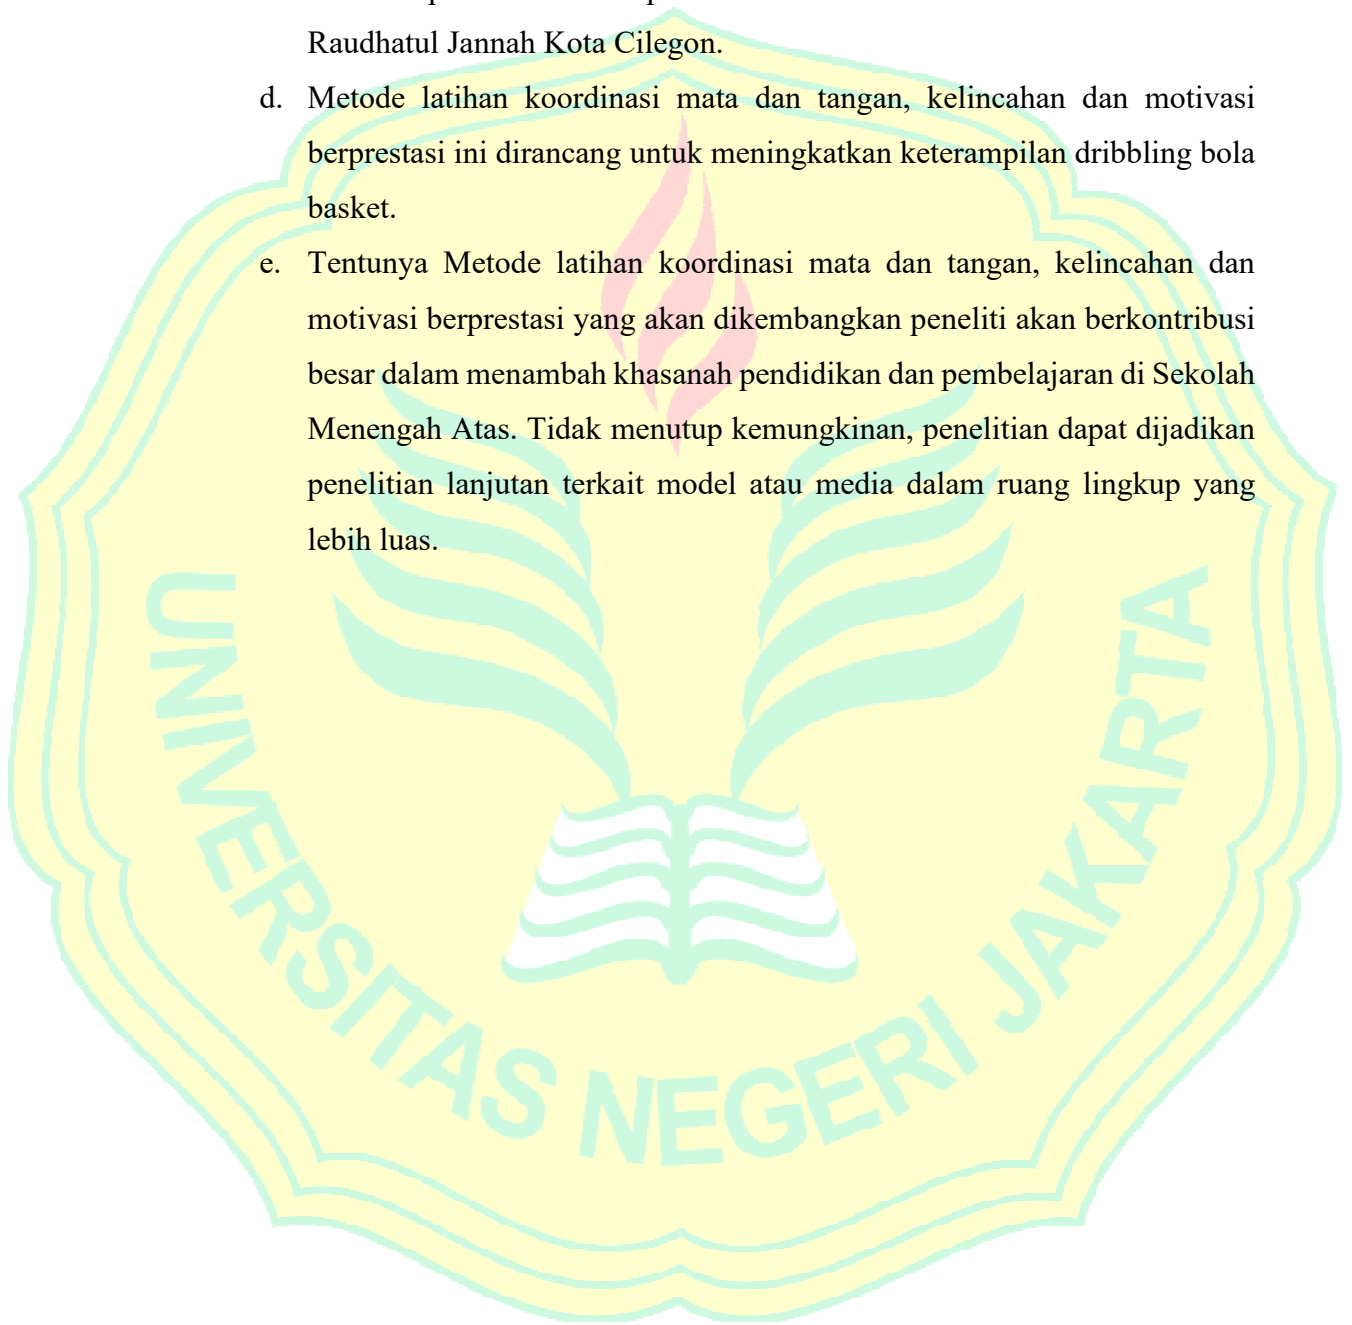 Raudhatul Jannah Kota Cilegon.
d. Metode latihan koordinasi mata dan tangan, kelincahan dan motivasi
berprestasi ini dirancang untuk meningkatkan keterampilan dribbling bola
basket.
e. Tentunya Metode latihan koordinasi mata dan tangan, kelincahan dan
motivasi berprestasi yang akan dikembangkan peneliti akan berkontribusi
besar dalam menambah khasanah pendidikan dan pembelajaran di Sekolah
Menengah Atas. Tidak menutup kemungkinan, penelitian dapat dijadikan
penelitian lanjutan terkait model atau media dalam ruang lingkup yang
lebih luas.
UNIVERSITAS NEGERI JAKARTA